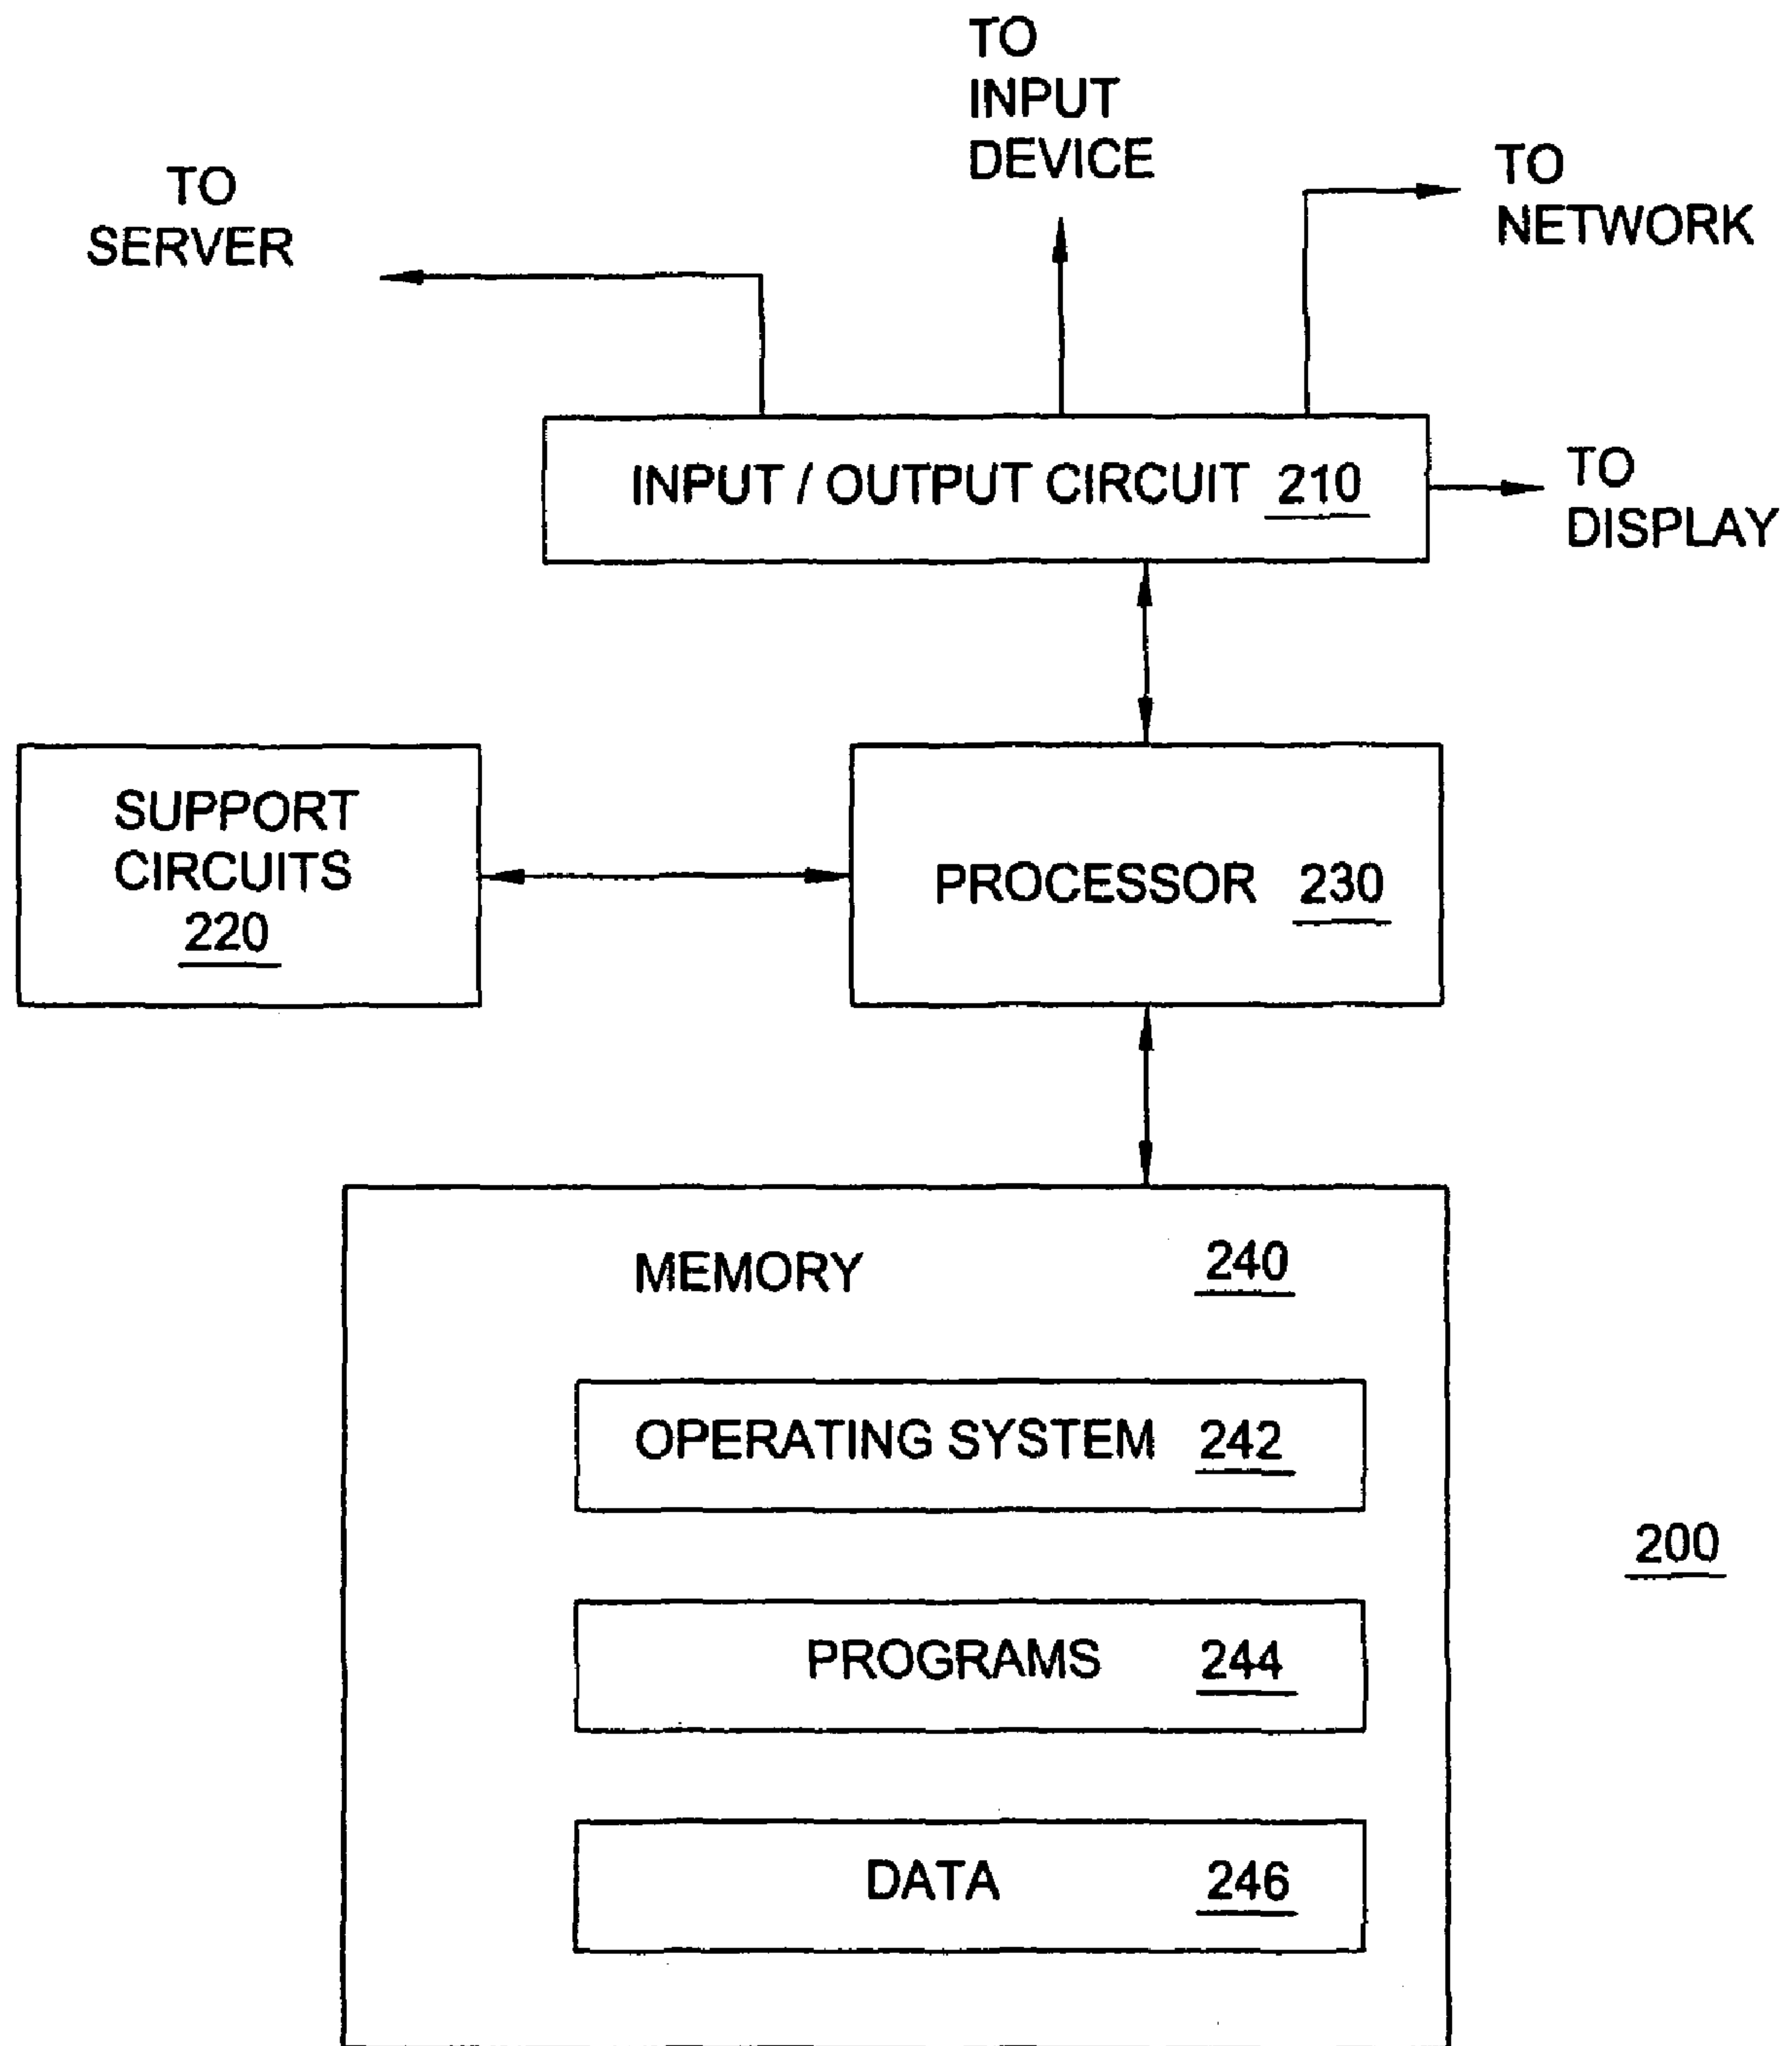 TO
INPUT
DEVICE
TO
SERVER
TO
NETWORK
INPUT / OUTPUT CIRCUIT 210
TO
DISPLAY
SUPPORT
CIRCUITS
220
PROCESSOR 230
MEMORY 240
OPERATING SYSTEM 242
200
PROGRAMS 244
DATA 246